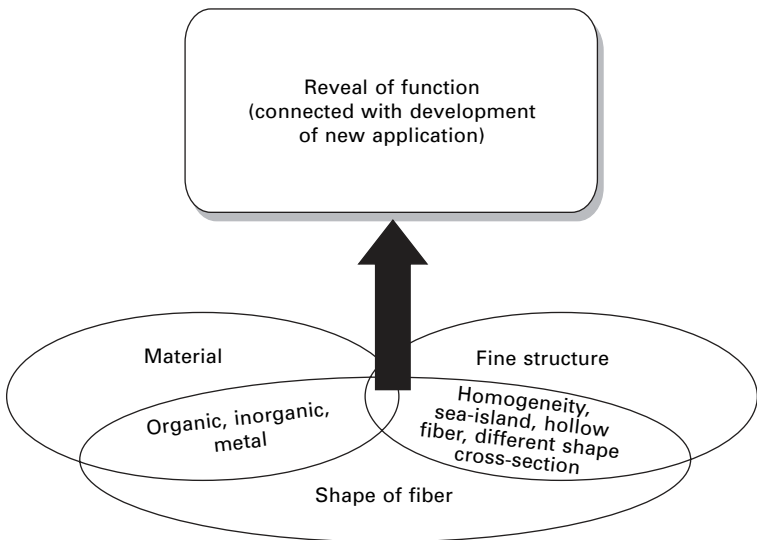 Reveal of function
(connected with development
of new application)
Material
Fine structure
Organic, inorganic,
metal
Homogeneity,
sea-island, hollow
fiber, different shape
cross-section
Shape of fiber